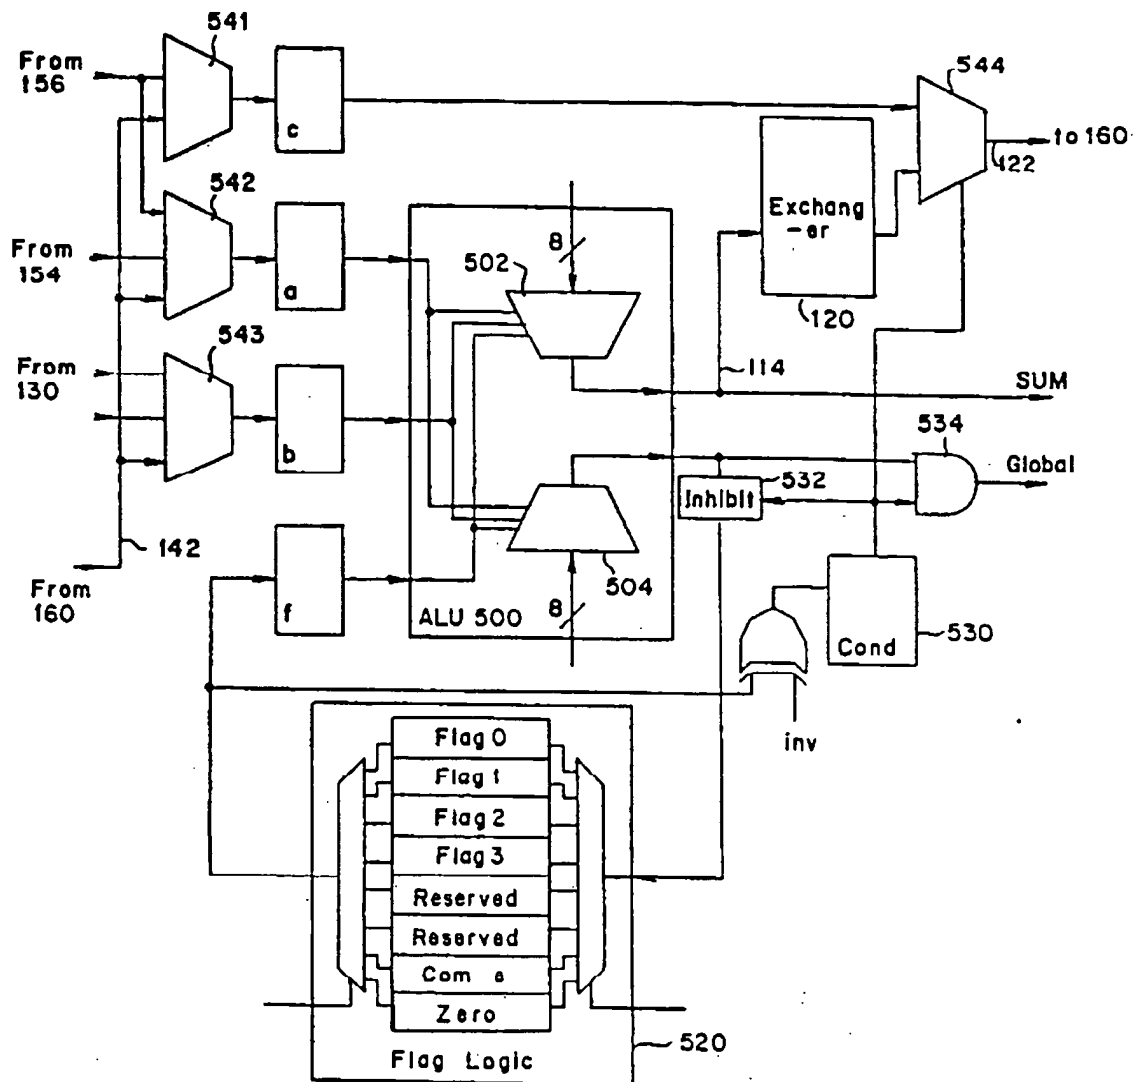 541
From
156
c
544
to 160
122
Exchang
-er
120
542
From
154
a
8
502
114
SUM
543
From
130
b
534
Global
532
Inhibit
142
From
160
f
504
8
ALU 500
Cond
530
inv
Flag 0
Flag 1
Flag 2
Flag 3
Reserved
Reserved
Com e
Zero
Flag Logic
520